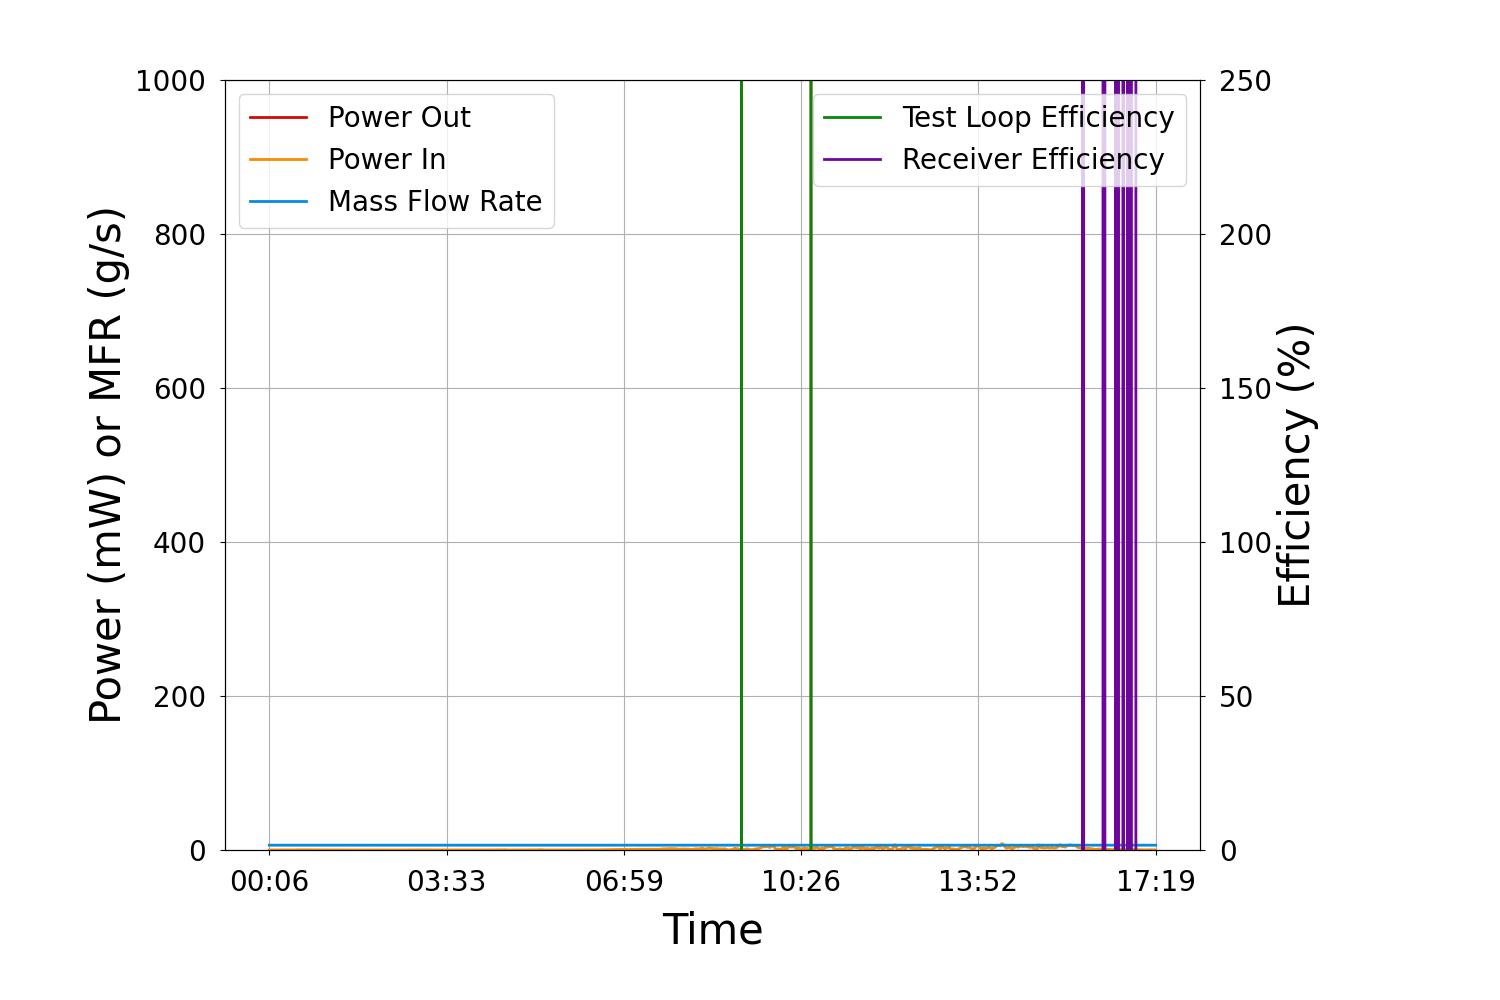 Power (mW) or MFR (g/s)
1000
800
600
400
200
0
Power Out
Power In
Mass Flow Rate
Test Loop Efficiency
Receiver Efficiency
250
200
150
100
50
0
Efficiency (%)
00:06 03:33 06:59 10:26 13:52 17:19
Time